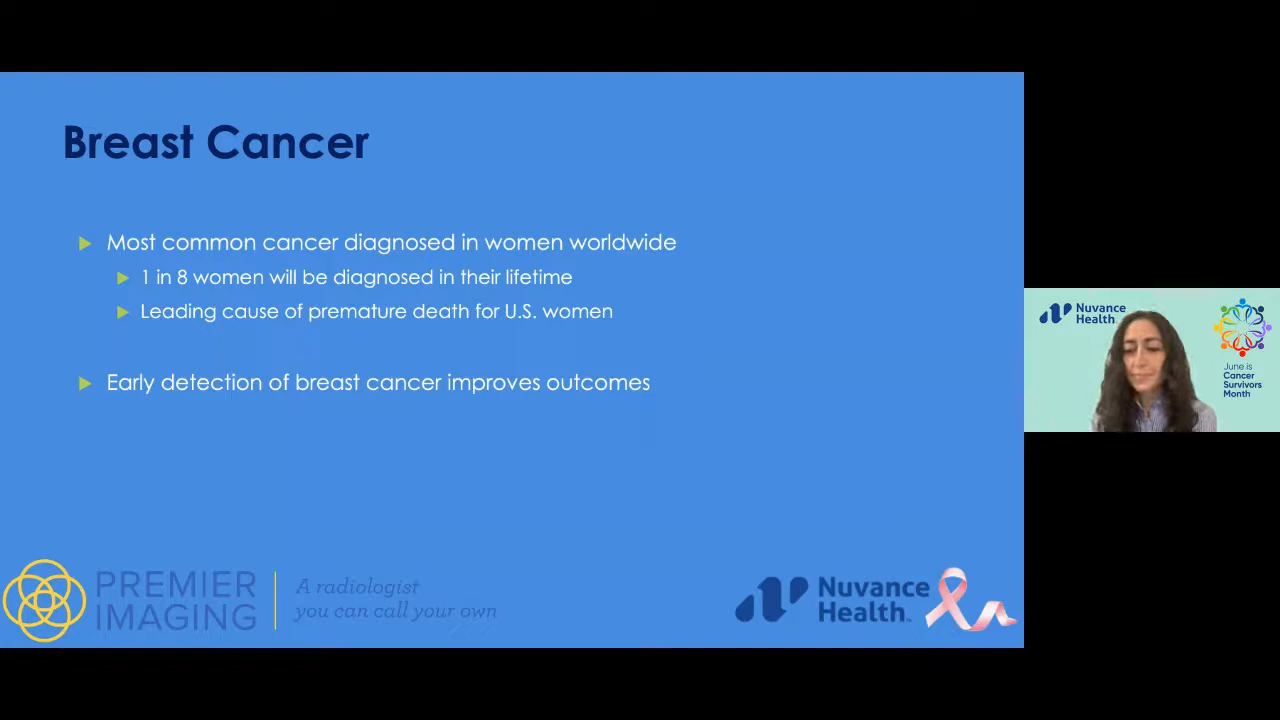 Breast Cancer
Most common cancer diagnosed in women worldwide
1 in 8 women will be diagnosed in their lifetime
Leading cause of premature death for U.S. women
Early detection of breast cancer improves outcomes
PREMIER
IMAGING
A radiologist
you can call your own
Nuvance
Health™
Nuvance
Health
June is
Cancer
Survivors
Month